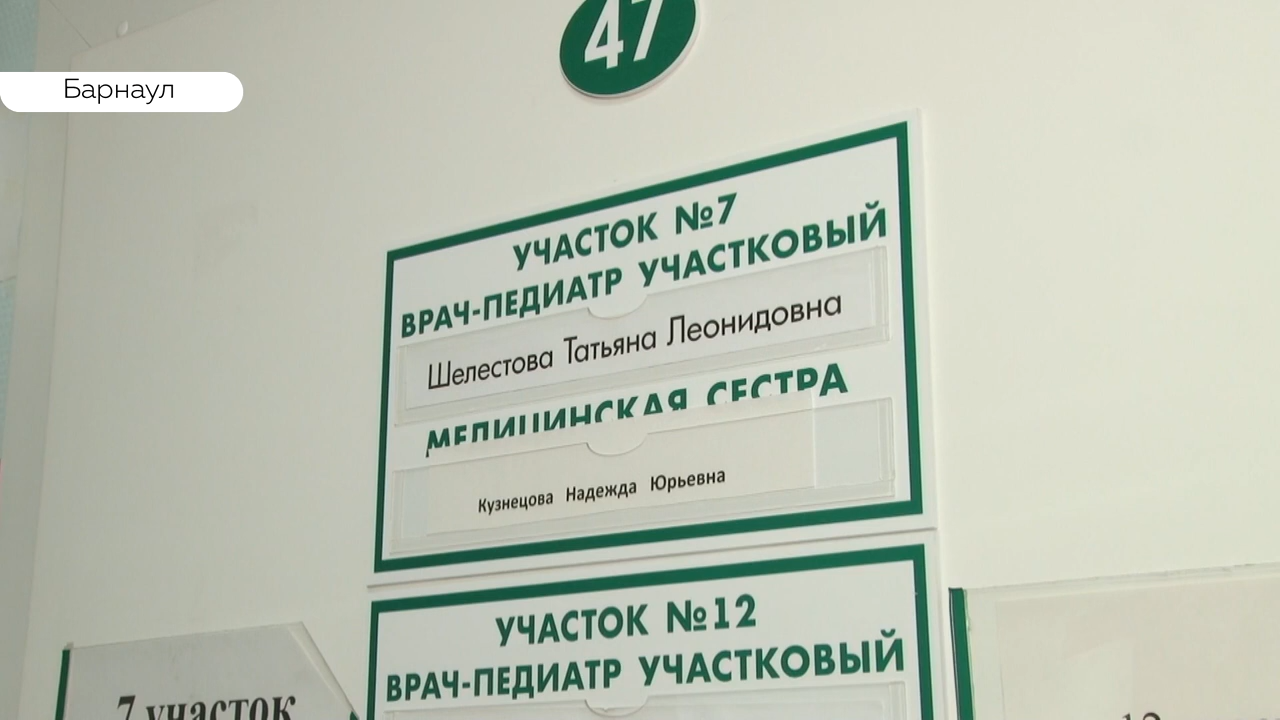 47
Барнаул
УЧАСТОК №7
ВРАЧ-ПЕДИАТР УЧАСТКОВЫЙ
Шелестова Татьяна Леонидовна
МЕДИЦИНСКАЯ СЕСТРА
Кузнецова Надежда Юрьевна
УЧАСТОК №12
ВРАЧ-ПЕДИАТР УЧАСТКОВЫЙ
7 участок
12